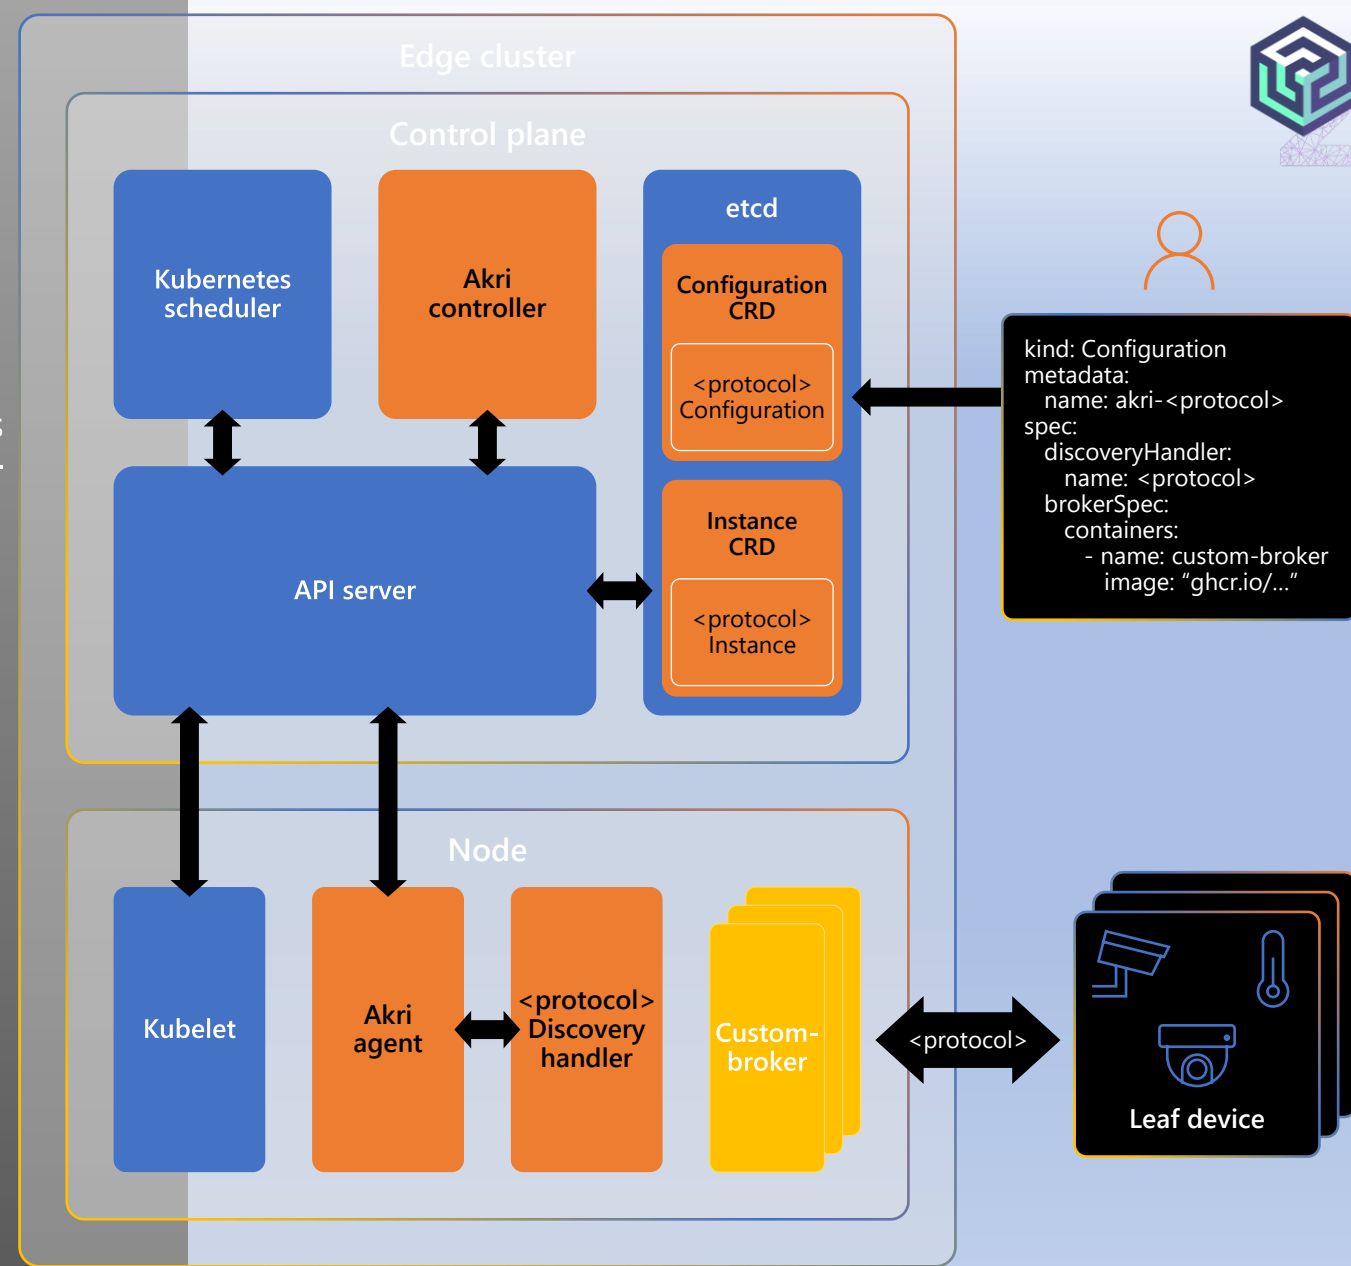 Edge cluster
Control plane
Kubernetes
scheduler
Akri
controller
etcd
Configuration
CRD
<protocol>
Configuration
Instance
CRD
<protocol>
Instance
API server
kind: Configuration
metadata:
name: akri-<protocol>
spec:
discoveryHandler:
name: <protocol>
brokerSpec:
containers:
- name: custom-broker
image: “ghcr.io/...”
Node
Kubelet
Akri
agent
<protocol>
Discovery
handler
Custom-
broker
<protocol>
Leaf device